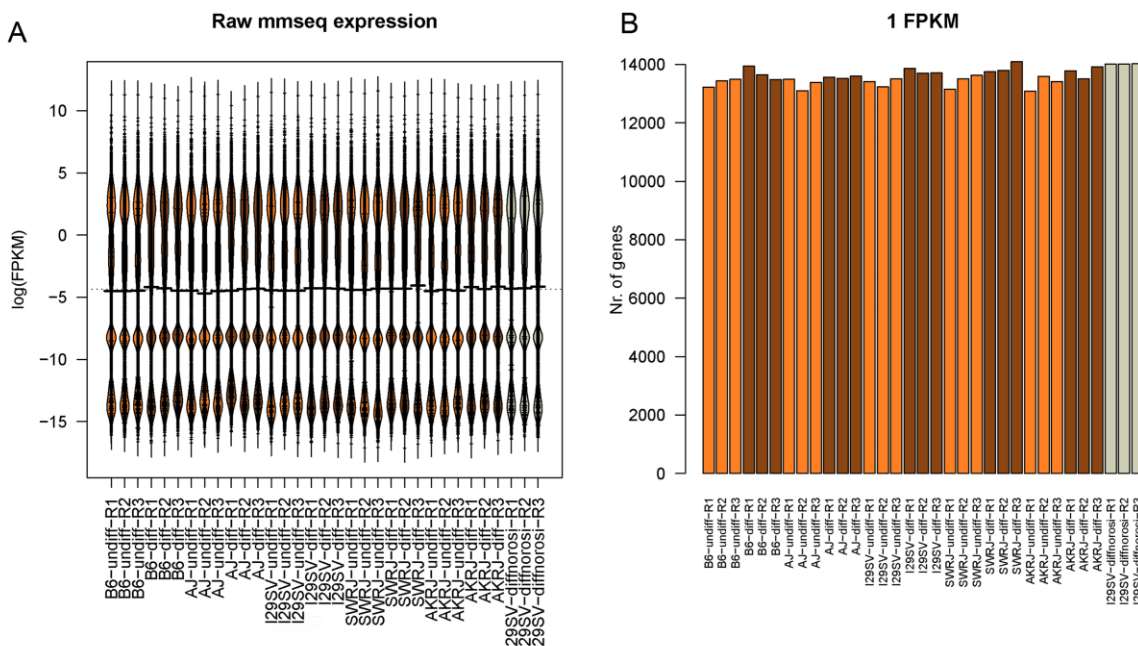 A
Raw mmseq expression
log(FPKM)
10
5
0
−5
−10
−15
B6−undiff−R1
B6−undiff−R2
B6−undiff−R3
B6−diff−R1
B6−diff−R2
B6−diff−R3
AJ−undiff−R1
AJ−undiff−R2
AJ−undiff−R3
AJ−diff−R1
AJ−diff−R2
AJ−diff−R3
I29SV−undiff−R1
I29SV−undiff−R2
I29SV−undiff−R3
I29SV−diff−R1
I29SV−diff−R2
I29SV−diff−R3
SWRJ−undiff−R1
SWRJ−undiff−R2
SWRJ−undiff−R3
SWRJ−diff−R1
SWRJ−diff−R2
SWRJ−diff−R3
AKRJ−undiff−R1
AKRJ−undiff−R2
AKRJ−undiff−R3
AKRJ−diff−R1
AKRJ−diff−R2
AKRJ−diff−R3
29SV−diffnorosi−R1
29SV−diffnorosi−R2
29SV−diffnorosi−R3
B
1 FPKM
Nr. of genes
14000
12000
10000
8000
6000
4000
2000
0
B6−undiff−R1
B6−undiff−R2
B6−undiff−R3
B6−diff−R1
B6−diff−R2
B6−diff−R3
AJ−undiff−R1
AJ−undiff−R2
AJ−undiff−R3
AJ−diff−R1
AJ−diff−R2
AJ−diff−R3
I29SV−undiff−R1
I29SV−undiff−R2
I29SV−undiff−R3
I29SV−diff−R1
I29SV−diff−R2
I29SV−diff−R3
SWRJ−undiff−R1
SWRJ−undiff−R2
SWRJ−undiff−R3
SWRJ−diff−R1
SWRJ−diff−R2
SWRJ−diff−R3
AKRJ−undiff−R1
AKRJ−undiff−R2
AKRJ−undiff−R3
AKRJ−diff−R1
AKRJ−diff−R2
AKRJ−diff−R3
I29SV−diffnorosi−R1
I29SV−diffnorosi−R2
I29SV−diffnorosi−R3